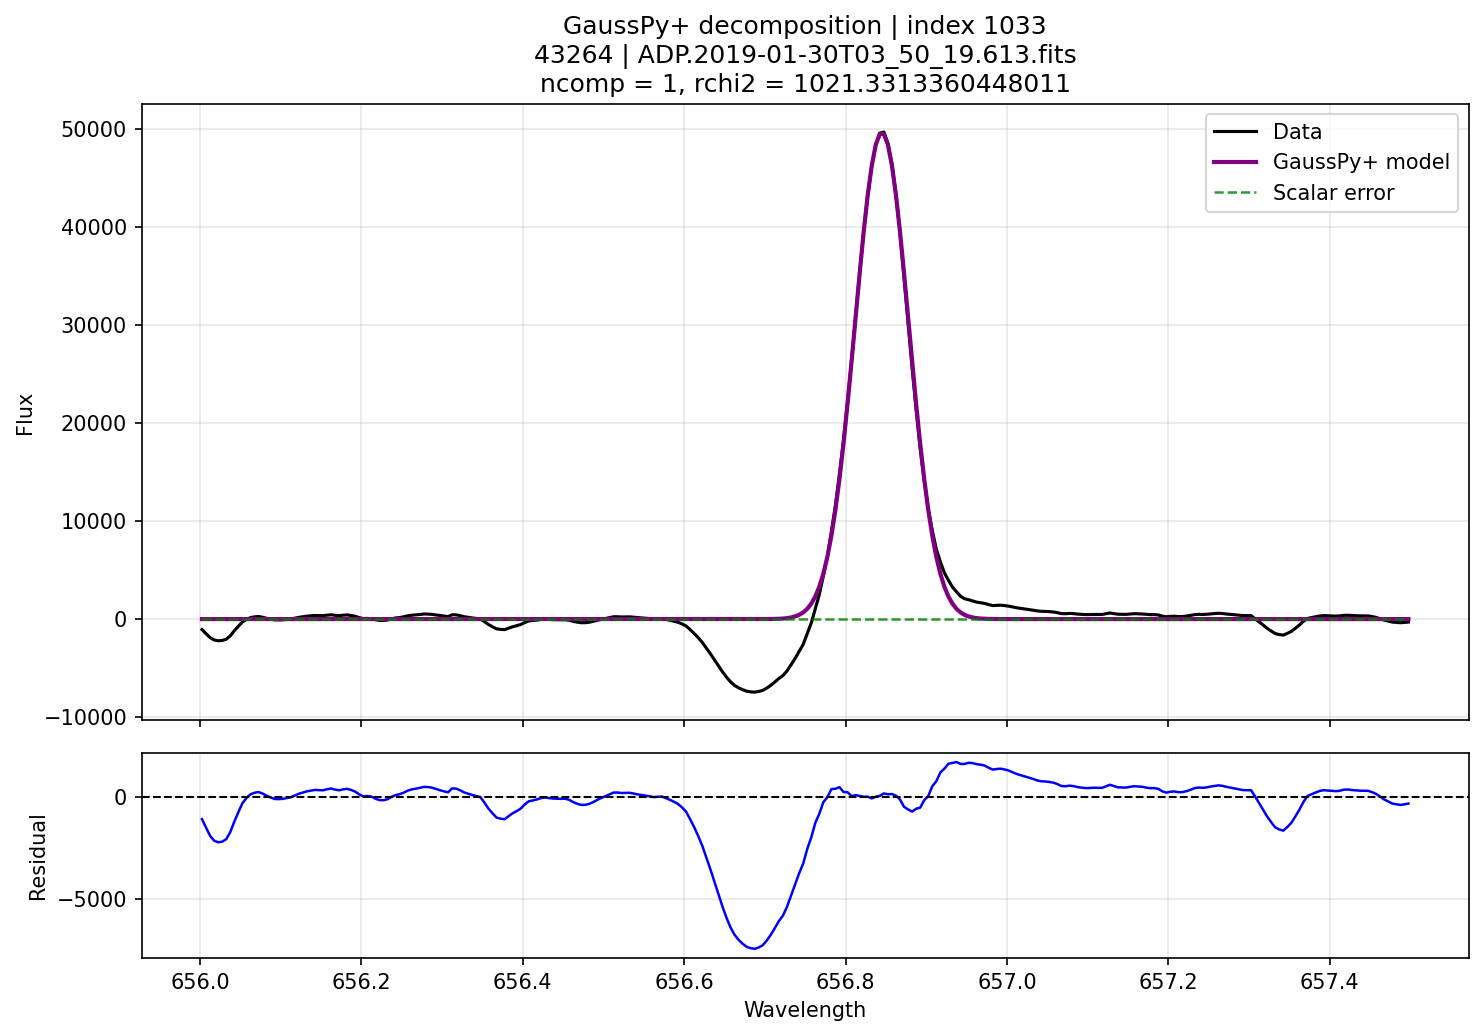 GaussPy+ decomposition | index 1033
43264 | ADP.2019-01-30T03_50_19.613.fits
ncomp = 1, rchi2 = 1021.3313360448011
Data
GaussPy+ model
Scalar error
50000
40000
30000
20000
10000
0
−10000
Flux
0
−5000
Residual
656.0 656.2 656.4 656.6 656.8 657.0 657.2 657.4
Wavelength